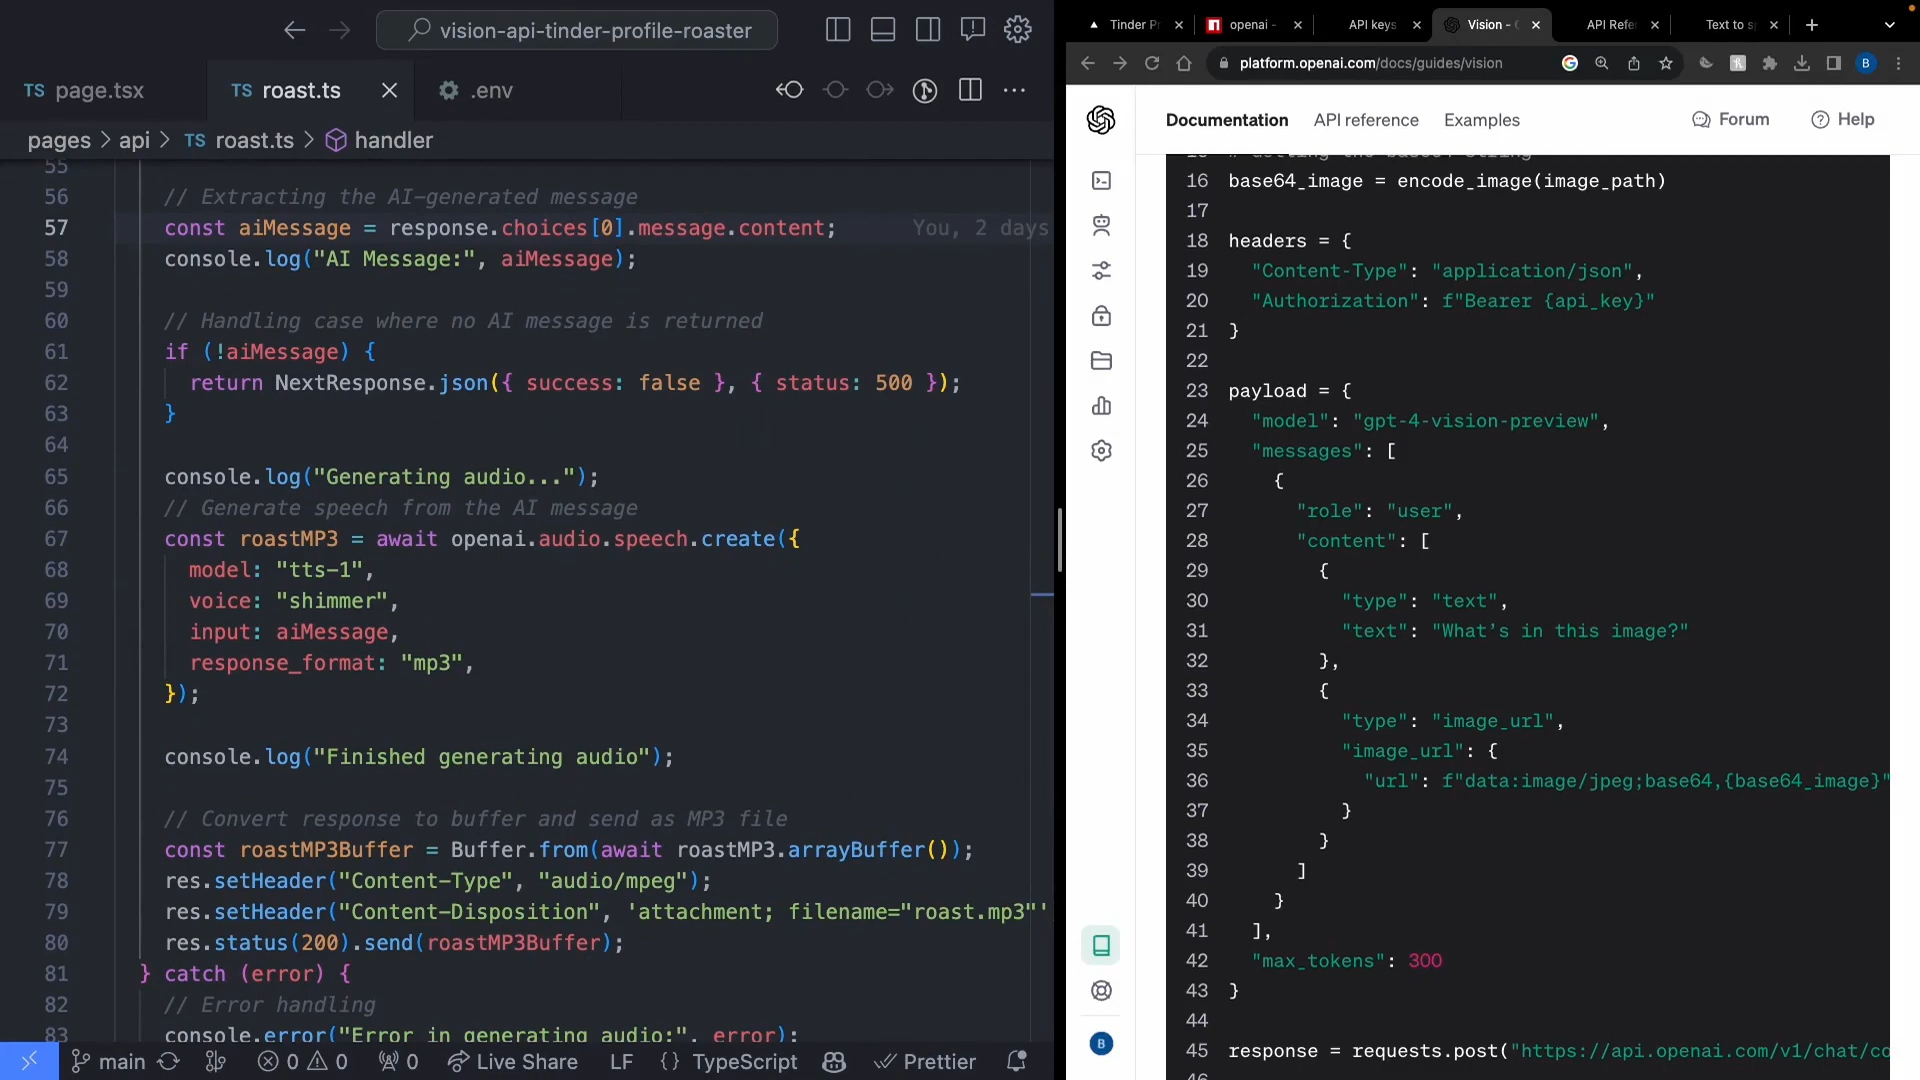 vision-api-tinder-profile-roaster
TS page.tsx
TS roast.ts
.env
pages > api > TS roast.ts > handler
55
56 // Extracting the AI-generated message
57 const aiMessage = response.choices[0].message.content; You, 2 days
58 console.log("AI Message:", aiMessage);
59
60 // Handling case where no AI message is returned
61 if (!aiMessage) {
62 return NextResponse.json({ success: false }, { status: 500 });
63 }
64
65 console.log("Generating audio...");
66 // Generate speech from the AI message
67 const roastMP3 = await openai.audio.speech.create({
68 model: "tts-1",
69 voice: "shimmer",
70 input: aiMessage,
71 response_format: "mp3",
72 });
73
74 console.log("Finished generating audio");
75
76 // Convert response to buffer and send as MP3 file
77 const roastMP3Buffer = Buffer.from(await roastMP3.arrayBuffer());
78 res.setHeader("Content-Type", "audio/mpeg");
79 res.setHeader("Content-Disposition", 'attachment; filename="roast.mp3"'
80 res.status(200).send(roastMP3Buffer);
81 } catch (error) {
82 // Error handling
83 console.error("Error in generating audio:", error);
main 0 0 0 Live Share LF {} TypeScript Prettier
Tinder P
openai -
API keys
Vision -
API Refe
Text to s
platform.openai.com/docs/guides/vision
B
Documentation API reference Examples Forum Help
16 base64_image = encode_image(image_path)
17
18 headers = {
19 "Content-Type": "application/json",
20 "Authorization": f"Bearer {api_key}"
21 }
22
23 payload = {
24 "model": "gpt-4-vision-preview",
25 "messages": [
26 {
27 "role": "user",
28 "content": [
29 {
30 "type": "text",
31 "text": "What’s in this image?"
32 },
33 {
34 "type": "image_url",
35 "image_url": {
36 "url": f"data:image/jpeg;base64,{base64_image}"
37 }
38 }
39 ]
40 }
41 ],
42 "max_tokens": 300
43 }
44
45 response = requests.post("https://api.openai.com/v1/chat/co
B